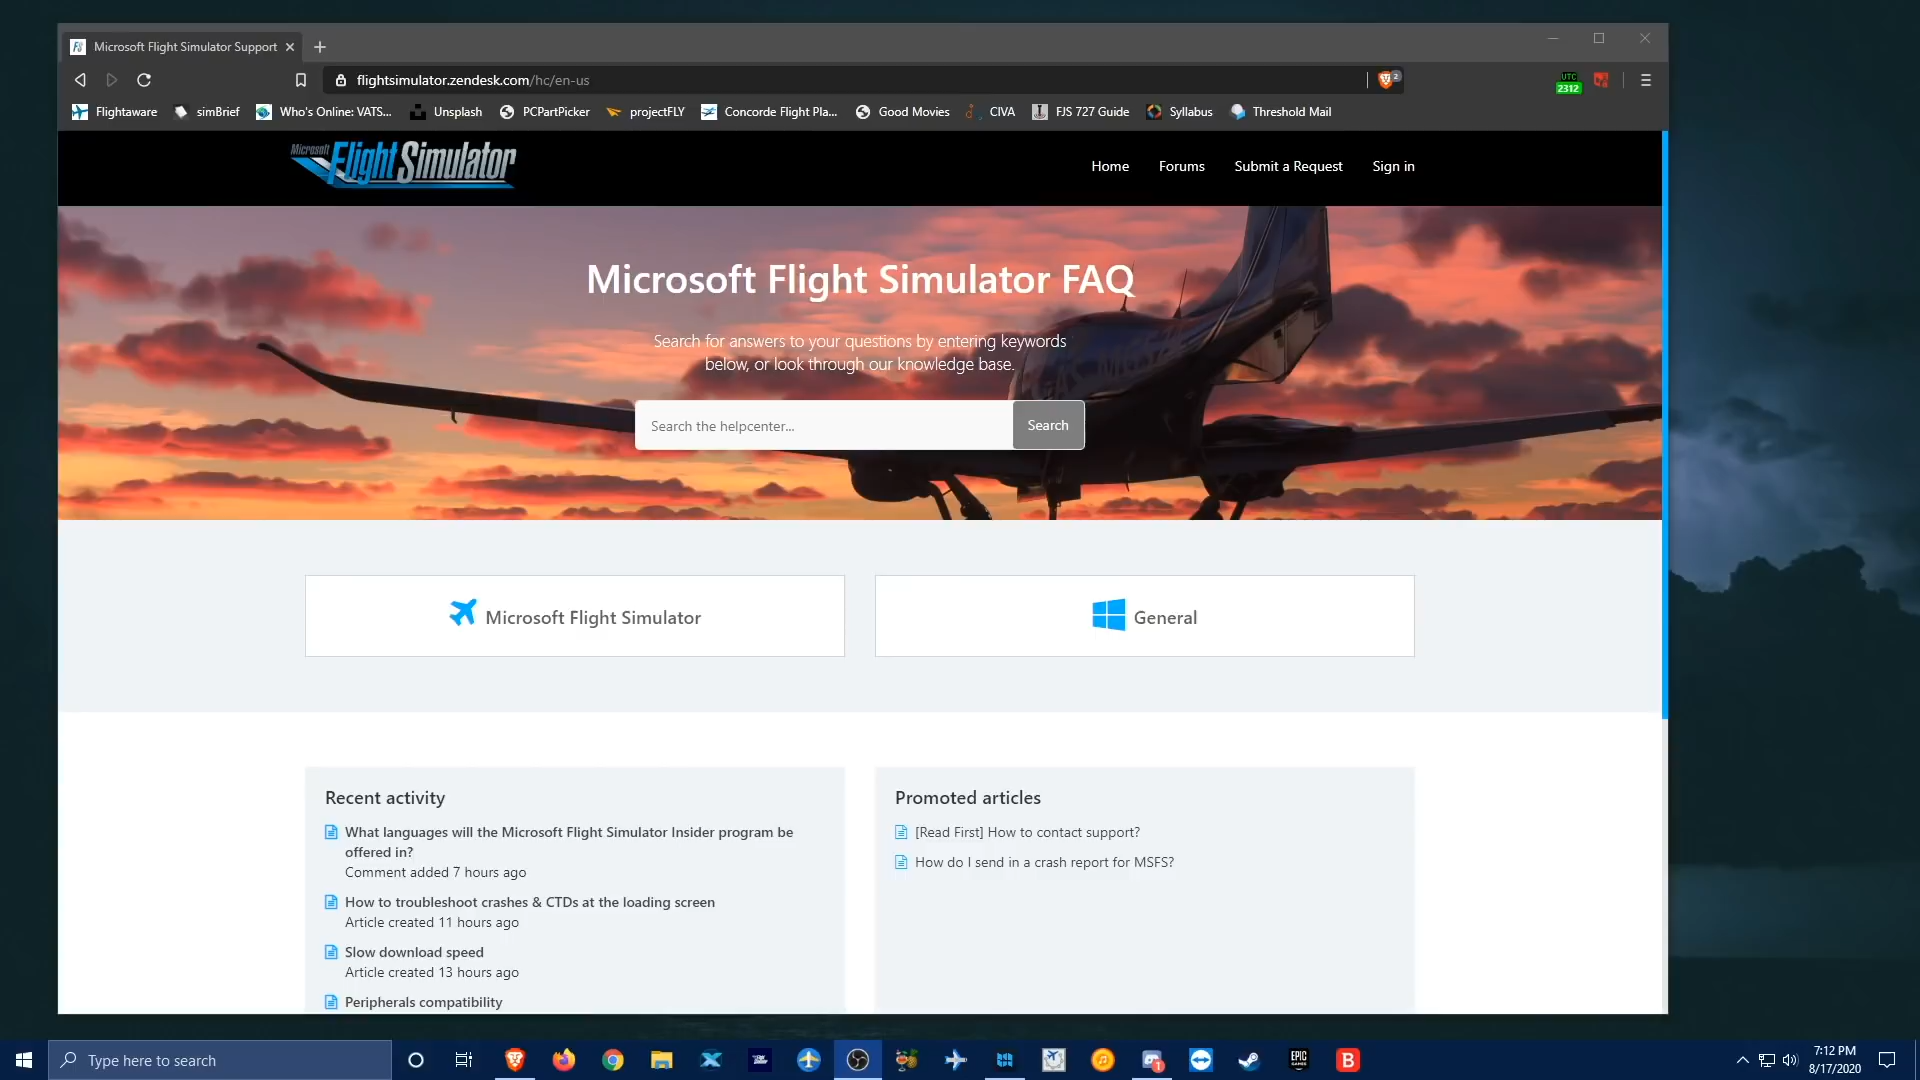 Microsoft Flight Simulator Support
flightsimulator.zendesk.com/hc/en-us
2
UTC
2312
Flightaware
simBrief
Who's Online: VATS...
Unsplash
PCPartPicker
projectFLY
Concorde Flight Pla...
Good Movies
CIVA
FJS 727 Guide
Syllabus
Threshold Mail
Microsoft
Flight Simulator
Home
Forums
Submit a Request
Sign in
Microsoft Flight Simulator FAQ
Search for answers to your questions by entering keywords
below, or look through our knowledge base.
Search the helpcenter...
Search
Microsoft Flight Simulator
General
Recent activity
What languages will the Microsoft Flight Simulator Insider program be
offered in?
Comment added 7 hours ago
How to troubleshoot crashes & CTDs at the loading screen
Article created 11 hours ago
Slow download speed
Article created 13 hours ago
Peripherals compatibility
Promoted articles
[Read First] How to contact support?
How do I send in a crash report for MSFS?
Type here to search
EPIC
GAMES
B
1
7:12 PM
8/17/2020